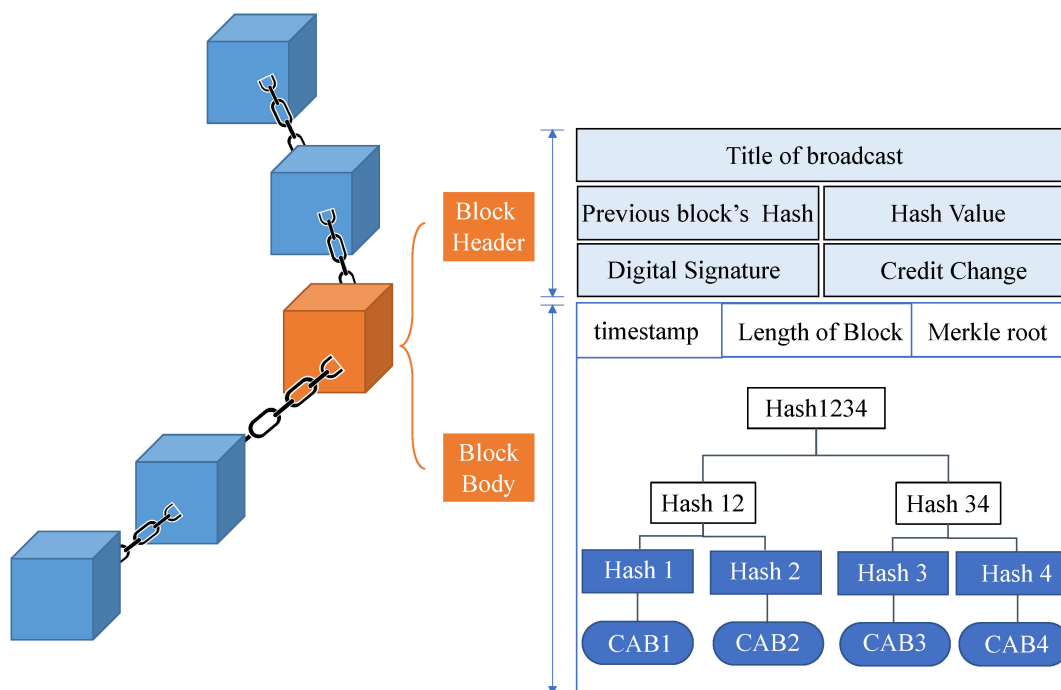 Title of broadcast
Block
Header
Previous block's Hash
Hash Value
Digital Signature
Credit Change
timestamp
Length of Block
Merkle root
Hash1234
Block
Body
Hash 12
Hash 34
Hash 1
Hash 2
Hash 3
Hash 4
CAB1
CAB2
CAB3
CAB4